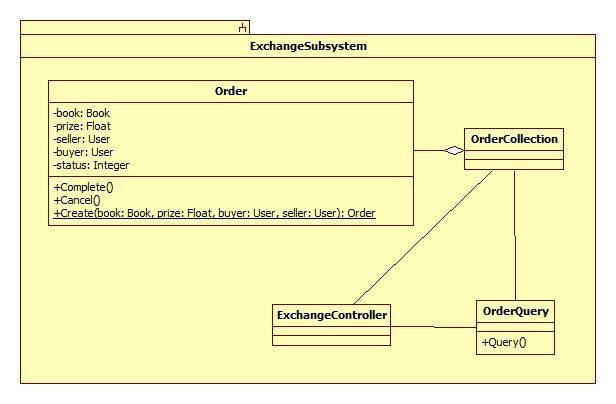 ExchangeSubsystem
Order
-book: Book
-prize: Float
-seller: User
-buyer: User
-status: Integer
+Complete()
+Cancel()
+Create(book: Book, prize: Float, buyer: User, seller: User): Order
OrderCollection
ExchangeController
OrderQuery
+Query()